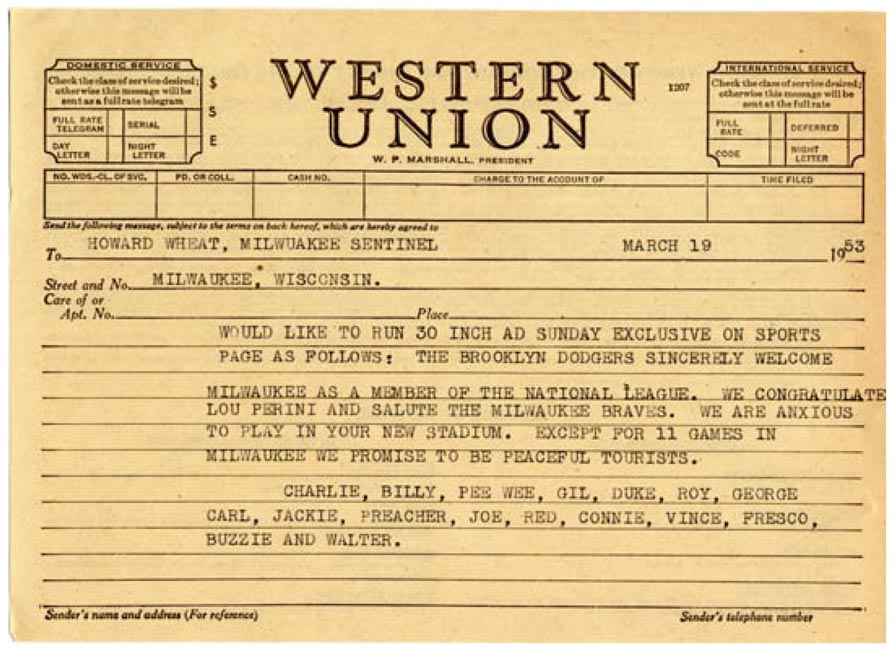 DOMESTIC SERVICE
Check the class of service desired;
otherwise this message will be
sent as a full rate telegram
FULL RATE TELEGRAM SERIAL
DAY LETTER NIGHT LETTER
$
S
E
WESTERN
UNION
1207
W. P. MARSHALL, PRESIDENT
INTERNATIONAL SERVICE
Check the class of service desired;
otherwise this message will be
sent at the full rate
FULL RATE DEFERRED
CODE NIGHT LETTER
NO. WDS.-CL. OF SVC. PD. OR COLL. CASH NO. CHARGE TO THE ACCOUNT OF TIME FILED
Send the following message, subject to the terms on back hereof, which are hereby agreed to
To HOWARD WHEAT, MILWUAKEE SENTINEL MARCH 19 1953
Street and No. MILWAUKEE, WISCONSIN.
Care of or
Apt. No. Place
WOULD LIKE TO RUN 30 INCH AD SUNDAY EXCLUSIVE ON SPORTS
PAGE AS FOLLOWS: THE BROOKLYN DODGERS SINCERELY WELCOME
MILWAUKEE AS A MEMBER OF THE NATIONAL LEAGUE. WE CONGRATULATE
LOU PERINI AND SALUTE THE MILWAUKEE BRAVES. WE ARE ANXIOUS
TO PLAY IN YOUR NEW STADIUM. EXCEPT FOR 11 GAMES IN
MILWAUKEE WE PROMISE TO BE PEACEFUL TOURISTS.
CHARLIE, BILLY, PEE WEE, GIL, DUKE, ROY, GEORGE
CARL, JACKIE, PREACHER, JOE, RED, CONNIE, VINCE, FRESCO,
BUZZIE AND WALTER.
Sender's name and address (For reference) Sender's telephone number